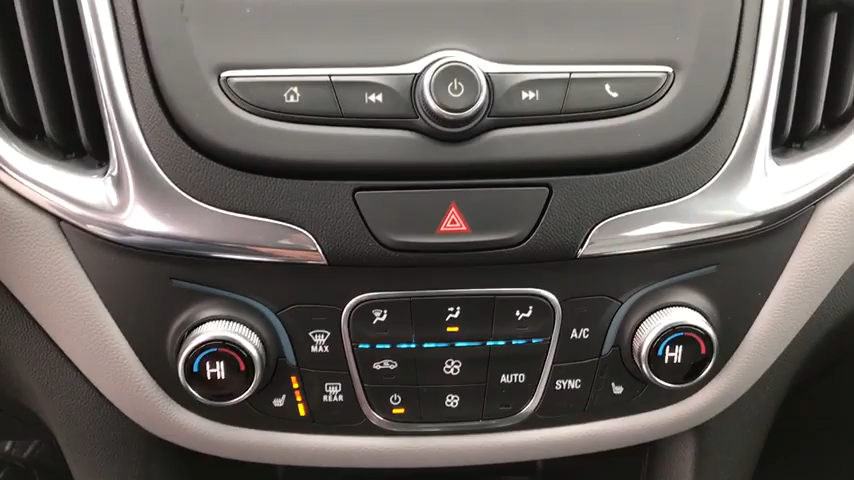 A/C
MAX
HI
HI
AUTO
SYNC
REAR